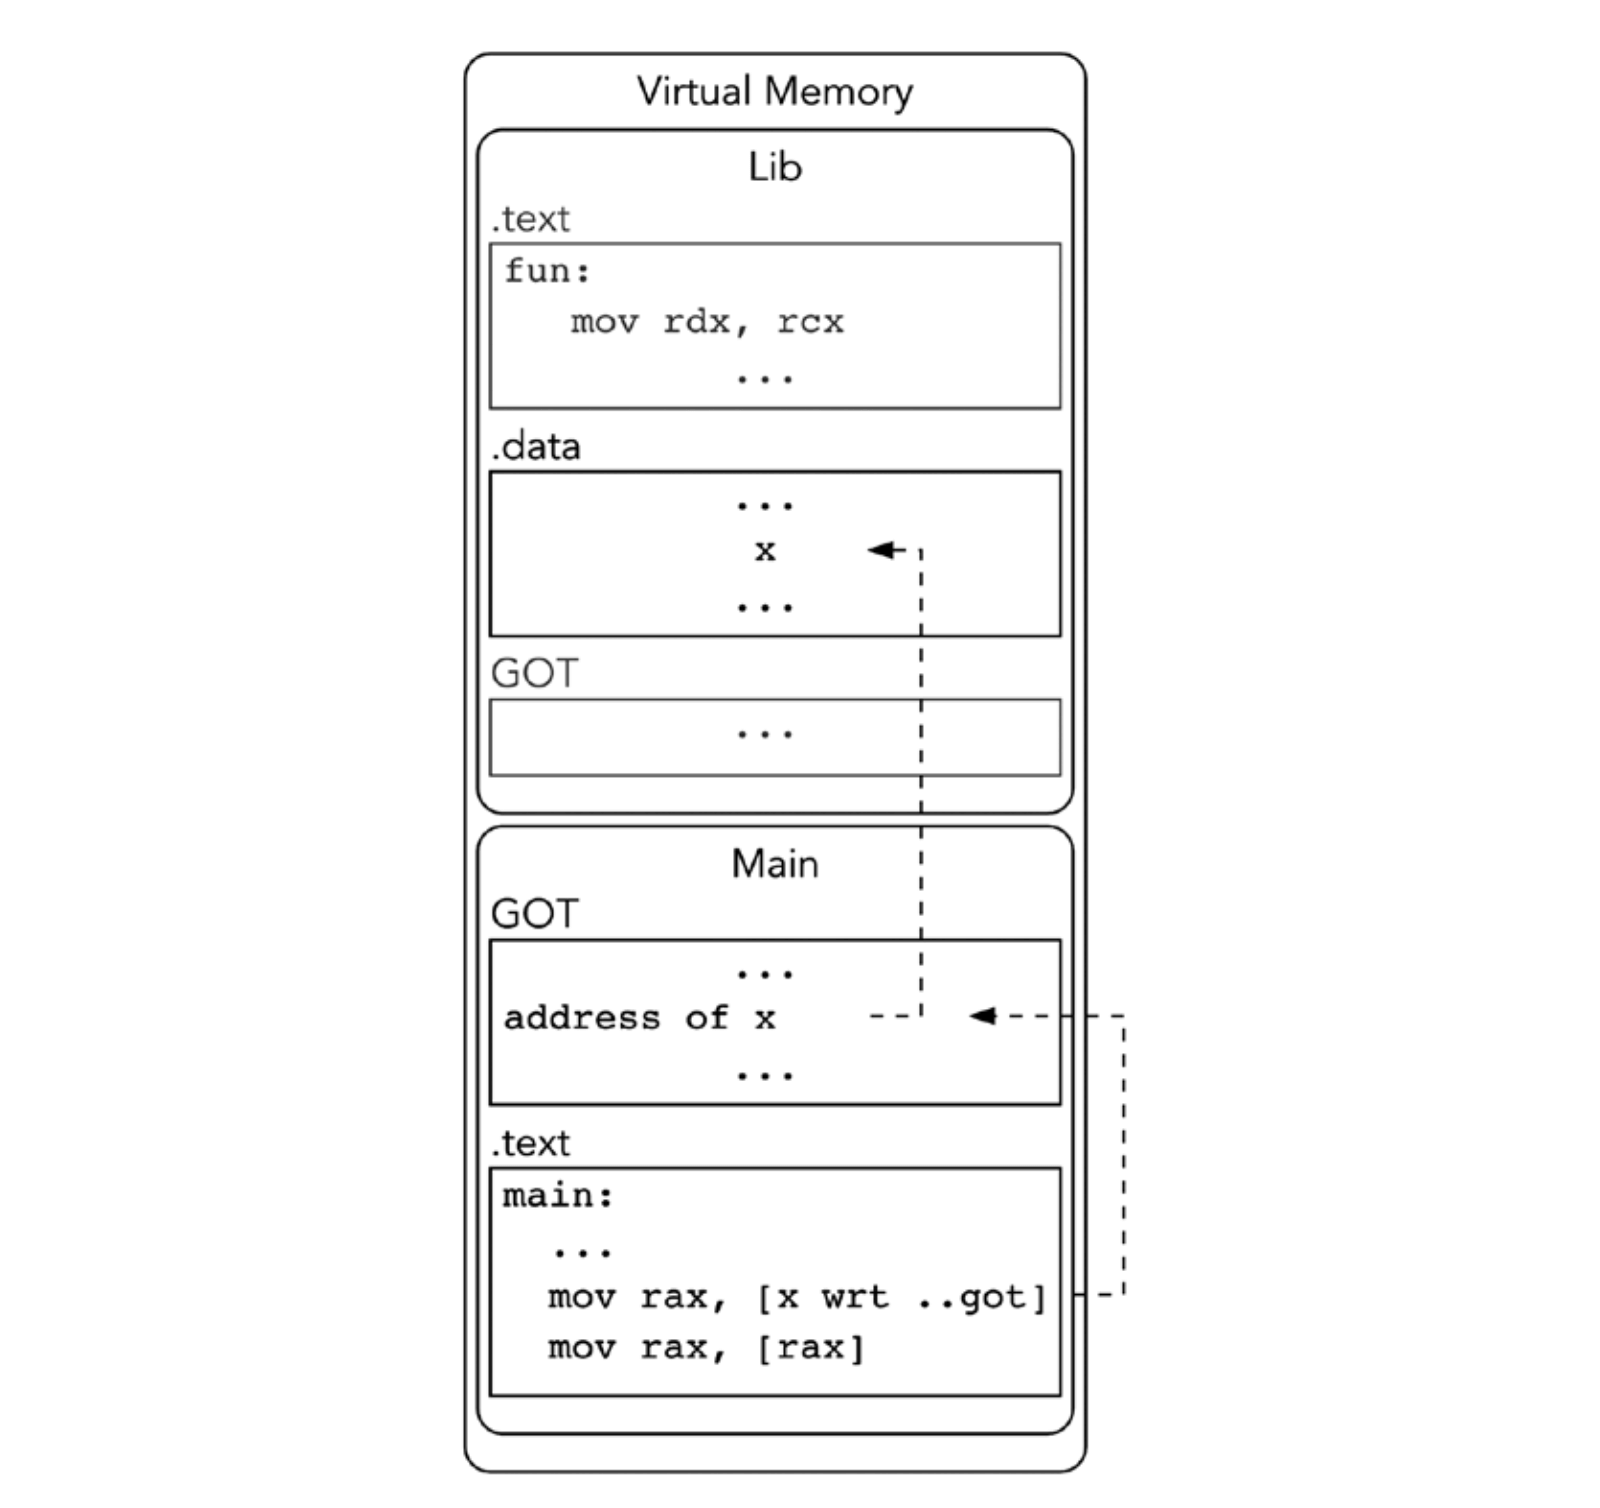 Virtual Memory
Lib
.text
fun:
mov rdx, rcx
...
.data
...
x
...
GOT
...
Main
GOT
...
address of x
...
.text
main:
...
mov rax, [x wrt ..got]
mov rax, [rax]